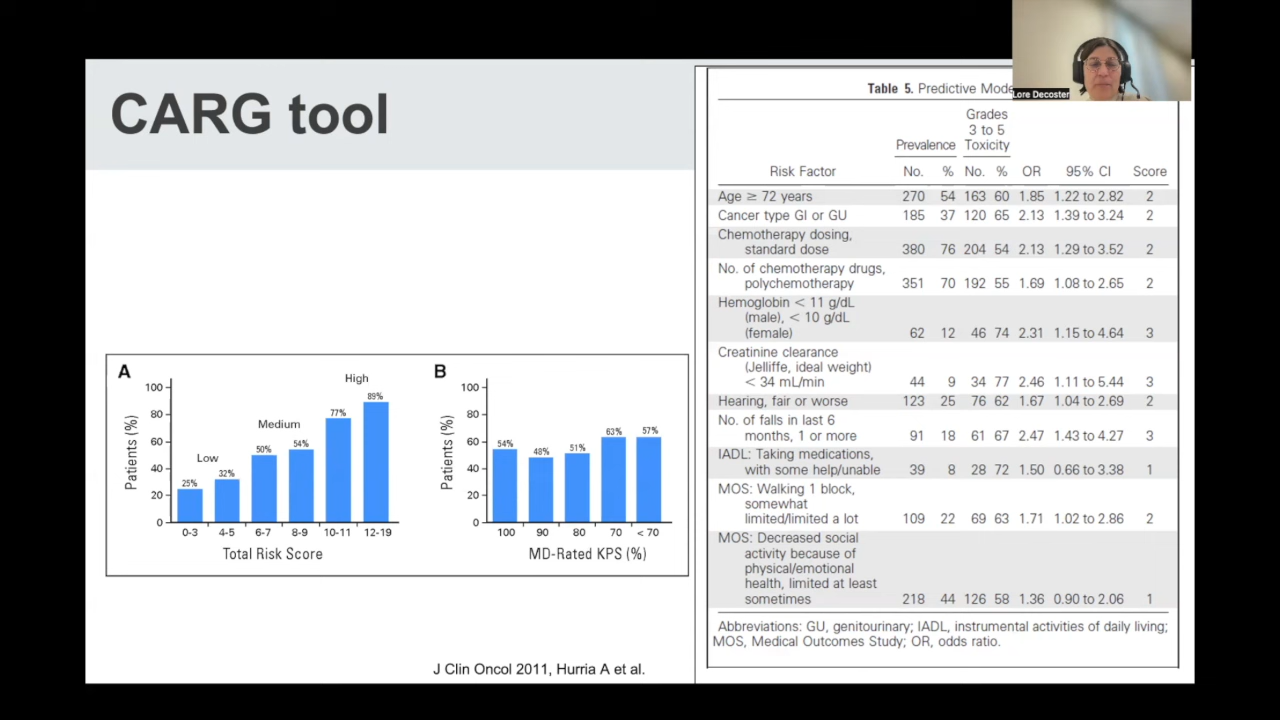 CARG tool
A
Patients (%)
100
80
60
40
20
0
Low
Medium
High
25%
32%
50%
54%
77%
89%
0-3 4-5 6-7 8-9 10-11 12-19
Total Risk Score
B
Patients (%)
100
80
60
40
20
0
54%
48%
51%
63%
57%
100 90 80 70 < 70
MD-Rated KPS (%)
J Clin Oncol 2011, Hurria A et al.
Lore Decoster
Table 5. Predictive
Grades
3 to 5
Prevalence Toxicity
Risk Factor No. % No. % OR 95% CI Score
Age ≥ 72 years 270 54 163 60 1.85 1.22 to 2.82 2
Cancer type GI or GU 185 37 120 65 2.13 1.39 to 3.24 2
Chemotherapy dosing,
standard dose 380 76 204 54 2.13 1.29 to 3.52 2
No. of chemotherapy drugs,
polychemotherapy 351 70 192 55 1.69 1.08 to 2.65 2
Hemoglobin < 11 g/dL
(male), < 10 g/dL
(female) 62 12 46 74 2.31 1.15 to 4.64 3
Creatinine clearance
(Jelliffe, ideal weight)
< 34 mL/min 44 9 34 77 2.46 1.11 to 5.44 3
Hearing, fair or worse 123 25 76 62 1.67 1.04 to 2.69 2
No. of falls in last 6
months, 1 or more 91 18 61 67 2.47 1.43 to 4.27 3
IADL: Taking medications,
with some help/unable 39 8 28 72 1.50 0.66 to 3.38 1
MOS: Walking 1 block,
somewhat
limited/limited a lot 109 22 69 63 1.71 1.02 to 2.86 2
MOS: Decreased social
activity because of
physical/emotional
health, limited at least
sometimes 218 44 126 58 1.36 0.90 to 2.06 1
Abbreviations: GU, genitourinary; IADL, instrumental activities of daily living;
MOS, Medical Outcomes Study; OR, odds ratio.